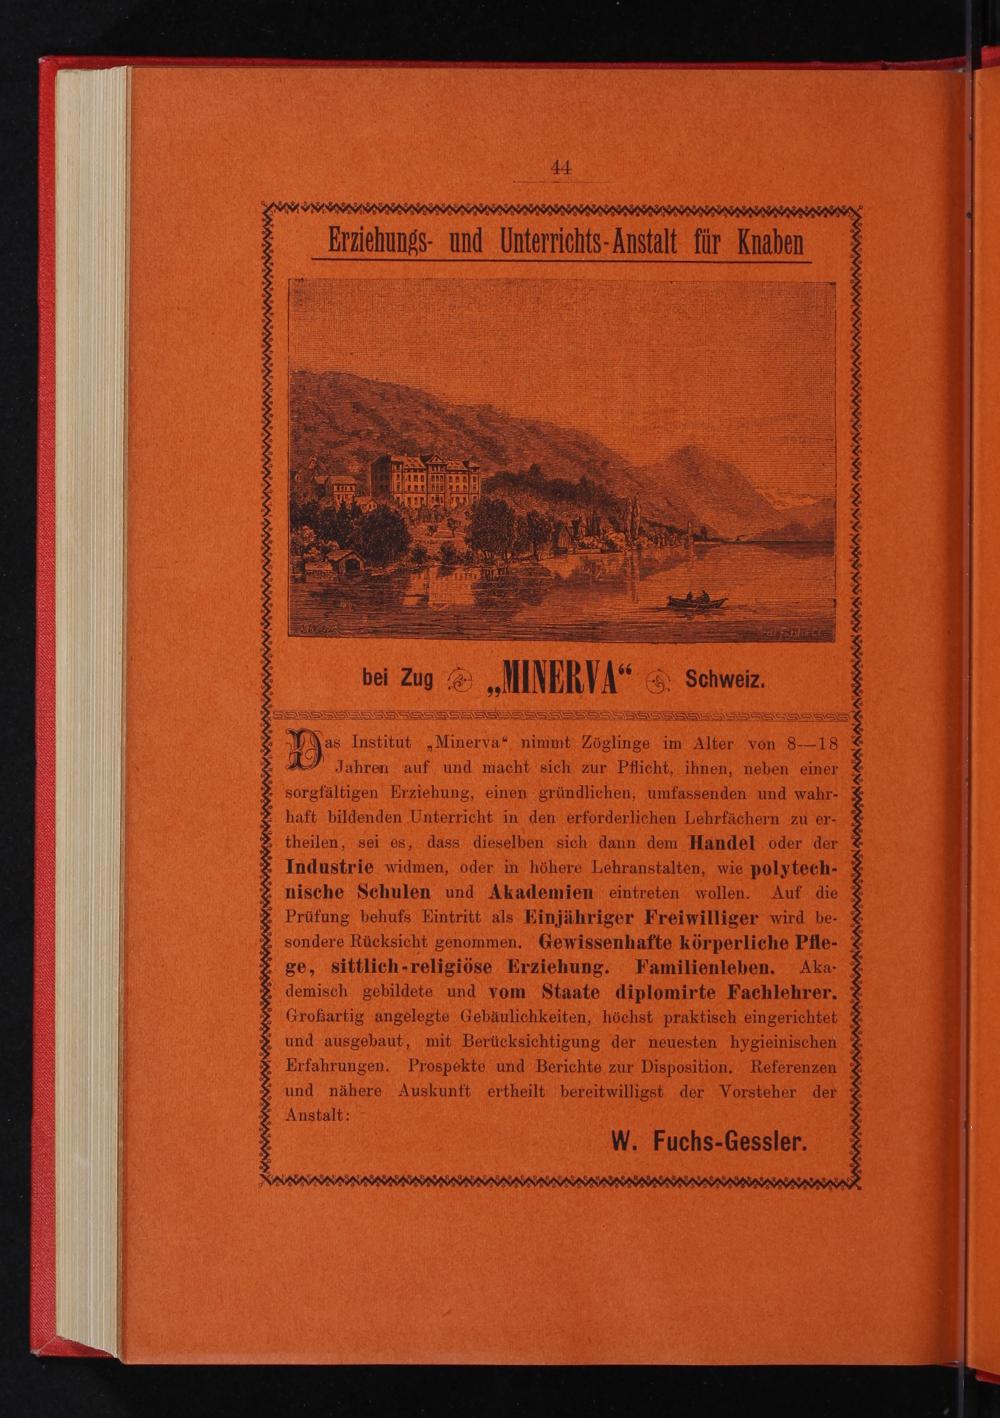 44
Erziehungs- und Unterrichts-Anstalt für Knaben
bei Zug „MINERVA“ Schweiz.
Das Institut „Minerva“ nimmt Zöglinge im Alter von 8—18
Jahren auf und macht sich zur Pflicht, ihnen, neben einer
sorgfältigen Erziehung, einen gründlichen, umfassenden und wahr-
haft bildenden Unterricht in den erforderlichen Lehrfächern zu er-
theilen, sei es, dass dieselben sich dann dem Handel oder der
Industrie widmen, oder in höhere Lehranstalten, wie polytech-
nische Schulen und Akademien eintreten wollen. Auf die
Prüfung behufs Eintritt als Einjähriger Freiwilliger wird be-
sondere Rücksicht genommen. Gewissenhafte körperliche Pfle-
ge, sittlich-religiöse Erziehung. Familienleben. Aka-
demisch gebildete und vom Staate diplomirte Fachlehrer.
Großartig angelegte Gebäulichkeiten, höchst praktisch eingerichtet
und ausgebaut, mit Berücksichtigung der neuesten hygieinischen
Erfahrungen. Prospekte und Berichte zur Disposition. Referenzen
und nähere Auskunft ertheilt bereitwilligst der Vorsteher der
Anstalt:
W. Fuchs-Gessler.